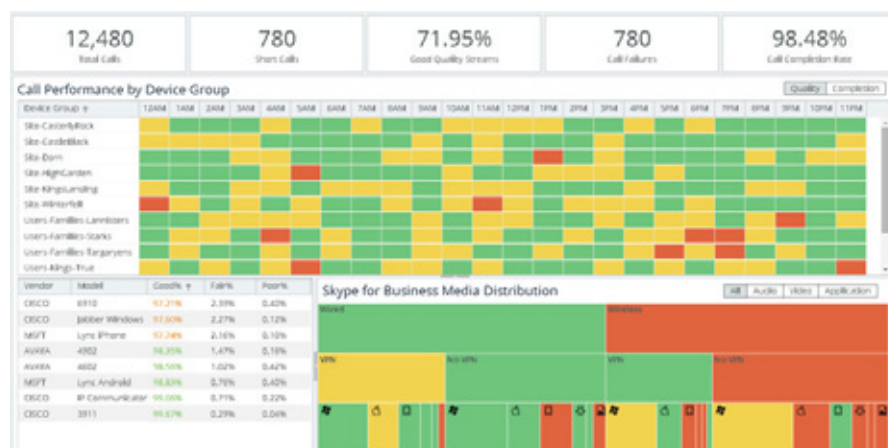 12,480
Total Calls
780
Short Calls
71.95%
Good Quality Streams
780
Call Failures
98.48%
Call Completion Rate
Call Performance by Device Group
Quality Completion
Device Group 12AM 1AM 2AM 3AM 4AM 5AM 6AM 7AM 8AM 9AM 10AM 11AM 12PM 1PM 2PM 3PM 4PM 5PM 6PM 7PM 8PM 9PM 10PM 11PM
Site-CasterlyRock
Site-CastleBlack
Site-Dorn
Site-HighGarden
Site-KingsLanding
Site-Winterfell
Users-Families-Lannisters
Users-Families-Starks
Users-Families-Targaryens
Users-Kings-True
Vendor Model Good% Fair% Poor%
CISCO 8910 97.21% 2.39% 0.40%
CISCO Jabber Windows 97.60% 2.27% 0.12%
MSFT Lync iPhone 97.74% 2.16% 0.10%
AVAYA 4902 98.35% 1.47% 0.18%
AVAYA 4602 98.56% 1.02% 0.42%
MSFT Lync Android 98.83% 0.76% 0.40%
CISCO IP Communicator 99.06% 0.71% 0.22%
CISCO 3911 99.67% 0.29% 0.04%
Skype for Business Media Distribution
All Audio Video Application
Wired Wireless
VPN No VPN VPN No VPN